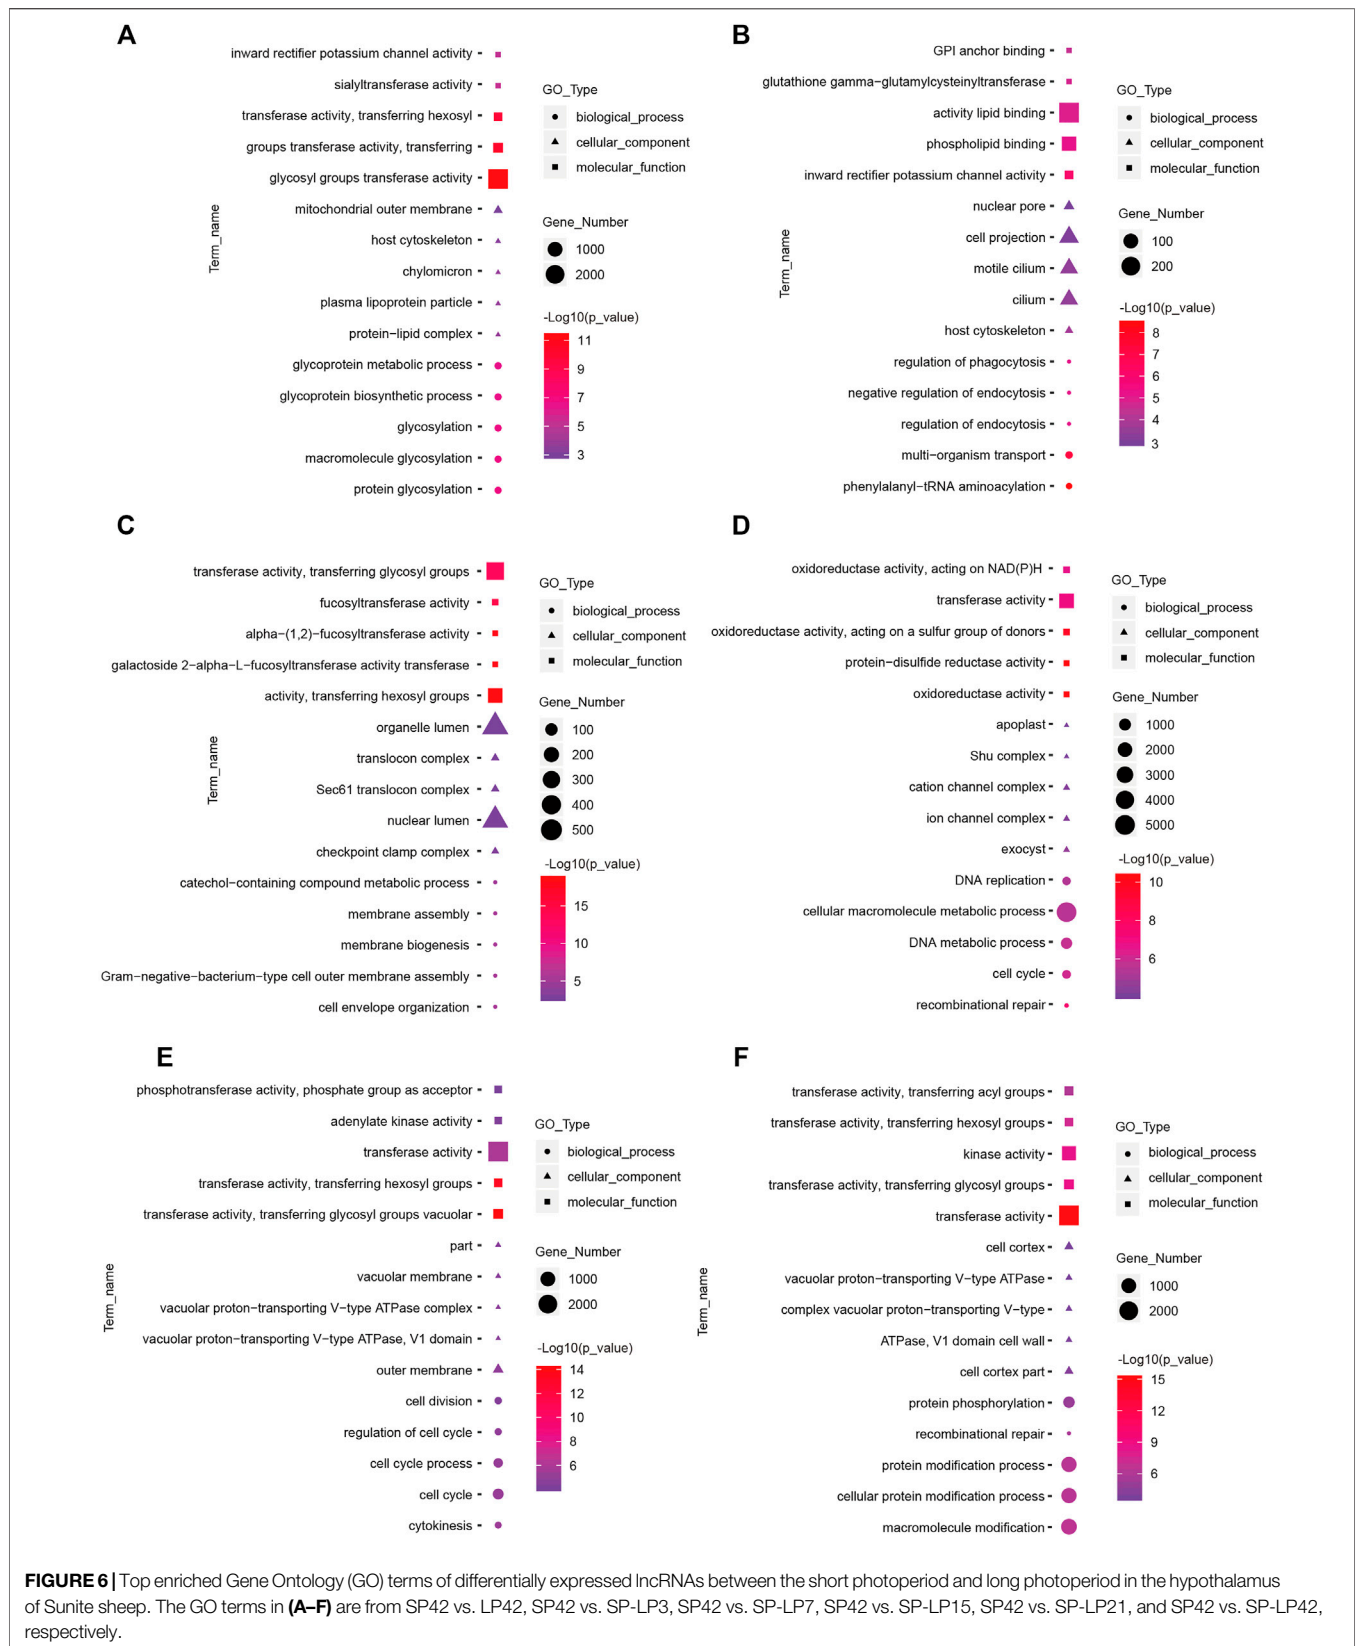 A
inward rectifier potassium channel activity
sialyltransferase activity
transferase activity, transferring hexosyl
groups transferase activity, transferring
glycosyl groups transferase activity
mitochondrial outer membrane
host cytoskeleton
chylomicron
plasma lipoprotein particle
protein−lipid complex
glycoprotein metabolic process
glycoprotein biosynthetic process
glycosylation
macromolecule glycosylation
protein glycosylation
Term_name
GO_Type
biological_process
cellular_component
molecular_function
Gene_Number
1000
2000
-Log10(p_value)
11
9
7
5
3
B
GPI anchor binding
glutathione gamma−glutamylcysteinyltransferase
activity lipid binding
phospholipid binding
inward rectifier potassium channel activity
nuclear pore
cell projection
motile cilium
cilium
host cytoskeleton
regulation of phagocytosis
negative regulation of endocytosis
regulation of endocytosis
multi−organism transport
phenylalanyl−tRNA aminoacylation
Term_name
GO_Type
biological_process
cellular_component
molecular_function
Gene_Number
100
200
-Log10(p_value)
8
7
6
5
4
3
C
transferase activity, transferring glycosyl groups
fucosyltransferase activity
alpha−(1,2)−fucosyltransferase activity
galactoside 2−alpha−L−fucosyltransferase activity transferase
activity, transferring hexosyl groups
organelle lumen
translocon complex
Sec61 translocon complex
nuclear lumen
checkpoint clamp complex
catechol−containing compound metabolic process
membrane assembly
membrane biogenesis
Gram−negative−bacterium−type cell outer membrane assembly
cell envelope organization
Term_name
GO_Type
biological_process
cellular_component
molecular_function
Gene_Number
100
200
300
400
500
-Log10(p_value)
15
10
5
D
oxidoreductase activity, acting on NAD(P)H
transferase activity
oxidoreductase activity, acting on a sulfur group of donors
protein−disulfide reductase activity
oxidoreductase activity
apoplast
Shu complex
cation channel complex
ion channel complex
exocyst
DNA replication
cellular macromolecule metabolic process
DNA metabolic process
cell cycle
recombinational repair
GO_Type
biological_process
cellular_component
molecular_function
Gene_Number
1000
2000
3000
4000
5000
-Log10(p_value)
10
8
6
E
phosphotransferase activity, phosphate group as acceptor
adenylate kinase activity
transferase activity
transferase activity, transferring hexosyl groups
transferase activity, transferring glycosyl groups vacuolar
part
vacuolar membrane
vacuolar proton−transporting V−type ATPase complex
vacuolar proton−transporting V−type ATPase, V1 domain
outer membrane
cell division
regulation of cell cycle
cell cycle process
cell cycle
cytokinesis
Term_name
GO_Type
biological_process
cellular_component
molecular_function
Gene_Number
1000
2000
-Log10(p_value)
14
12
10
8
6
F
transferase activity, transferring acyl groups
transferase activity, transferring hexosyl groups
kinase activity
transferase activity, transferring glycosyl groups
transferase activity
cell cortex
vacuolar proton−transporting V−type ATPase
complex vacuolar proton−transporting V−type
ATPase, V1 domain cell wall
cell cortex part
protein phosphorylation
recombinational repair
protein modification process
cellular protein modification process
macromolecule modification
Term_name
GO_Type
biological_process
cellular_component
molecular_function
Gene_Number
1000
2000
-Log10(p_value)
15
12
9
6
FIGURE 6 | Top enriched Gene Ontology (GO) terms of differentially expressed lncRNAs between the short photoperiod and long photoperiod in the hypothalamus
of Sunite sheep. The GO terms in (A–F) are from SP42 vs. LP42, SP42 vs. SP-LP3, SP42 vs. SP-LP7, SP42 vs. SP-LP15, SP42 vs. SP-LP21, and SP42 vs. SP-LP42,
respectively.